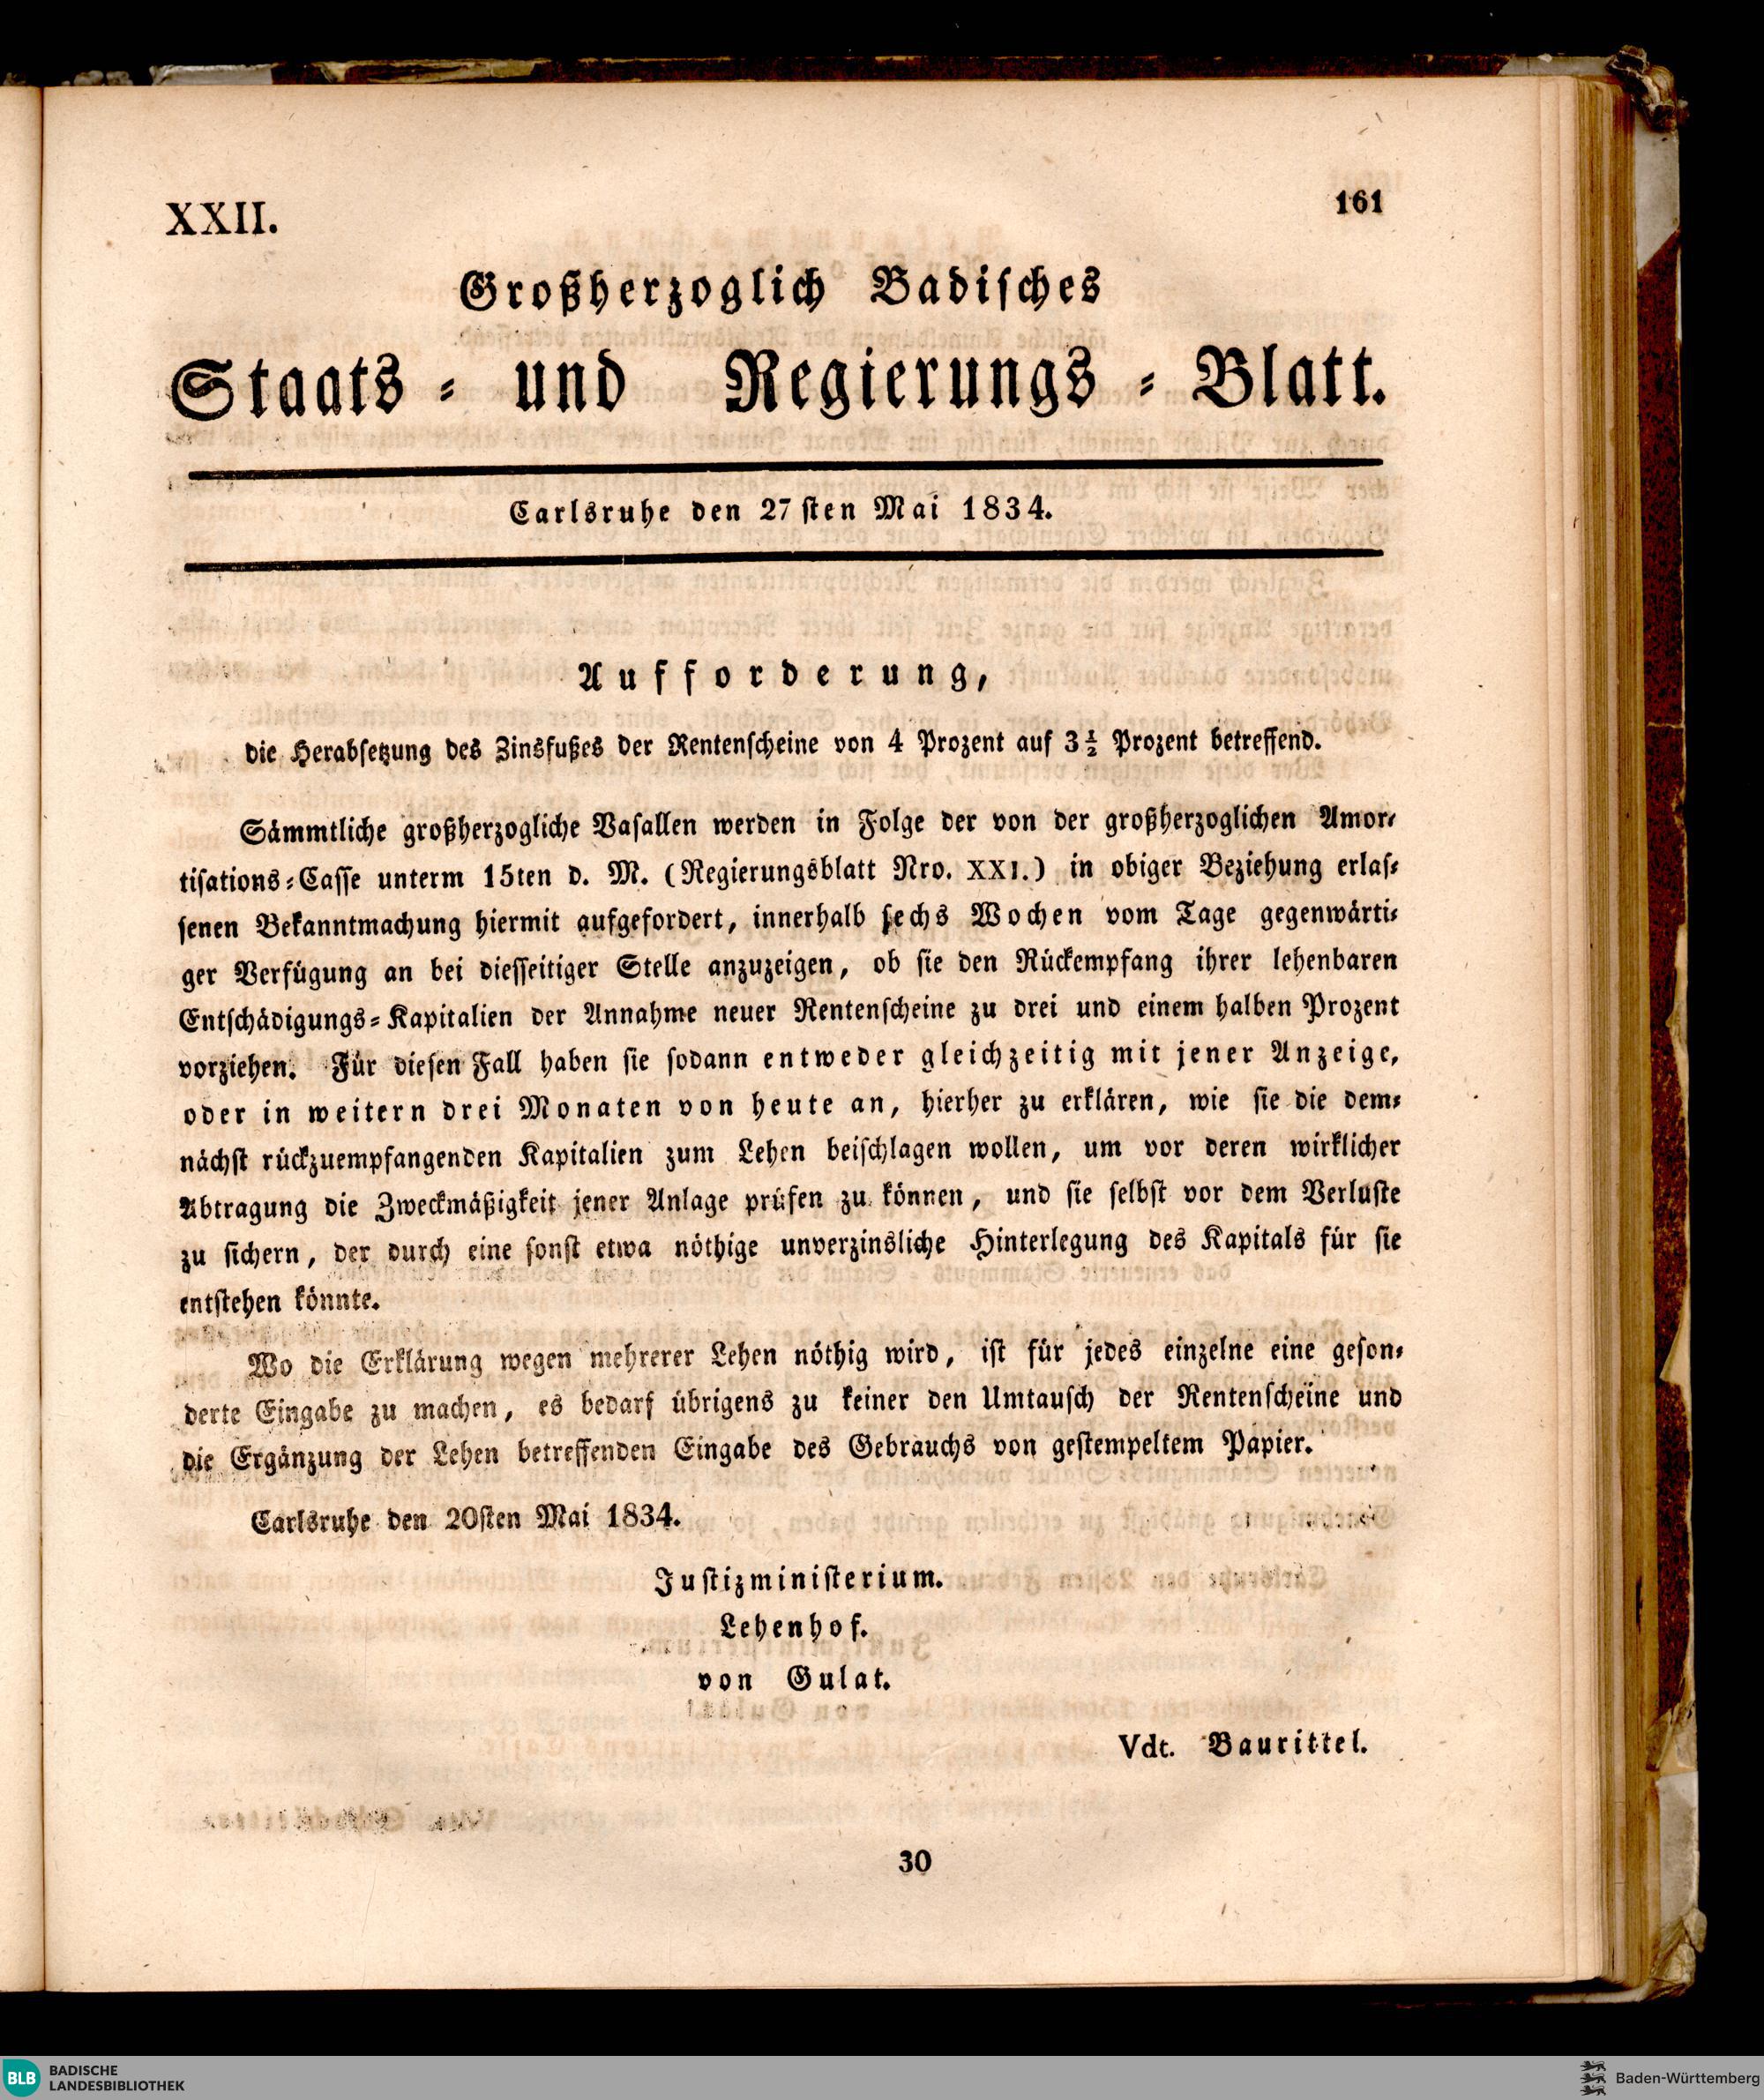 XXII.
161
Großherzoglich Badisches
Staats- und Regierungs-Blatt.
Carlsruhe den 27sten Mai 1834.
Aufforderung,
die Herabsetzung des Zinsfußes der Rentenscheine von 4 Prozent auf 3½ Prozent betreffend.
Sämmtliche großherzogliche Vasallen werden in Folge der von der großherzoglichen Amor-
tisations-Casse unterm 15ten d. M. (Regierungsblatt Nro. XXI.) in obiger Beziehung erlas-
senen Bekanntmachung hiermit aufgefordert, innerhalb sechs Wochen vom Tage gegenwärti-
ger Verfügung an bei diesseitiger Stelle anzuzeigen, ob sie den Rückempfang ihrer lehenbaren
Entschädigungs-Kapitalien der Annahme neuer Rentenscheine zu drei und einem halben Prozent
vorziehen. Für diesen Fall haben sie sodann entweder gleichzeitig mit jener Anzeige,
oder in weitern drei Monaten von heute an, hierher zu erklären, wie sie die dem-
nächst rückzuempfangenden Kapitalien zum Lehen beischlagen wollen, um vor deren wirklicher
Abtragung die Zweckmäßigkeit jener Anlage prüfen zu können, und sie selbst vor dem Verluste
zu sichern, der durch eine sonst etwa nöthige unverzinsliche Hinterlegung des Kapitals für sie
entstehen könnte.
Wo die Erklärung wegen mehrerer Lehen nöthig wird, ist für jedes einzelne eine geson-
derte Eingabe zu machen, es bedarf übrigens zu keiner den Umtausch der Rentenscheine und
die Ergänzung der Lehen betreffenden Eingabe des Gebrauchs von gestempeltem Papier.
Carlsruhe den 20sten Mai 1834.
Justizministerium.
Lehenhof.
von Gulat.
Vdt. Baurittel.
30
BLB BADISCHE
LANDESBIBLIOTHEK
Baden-Württemberg